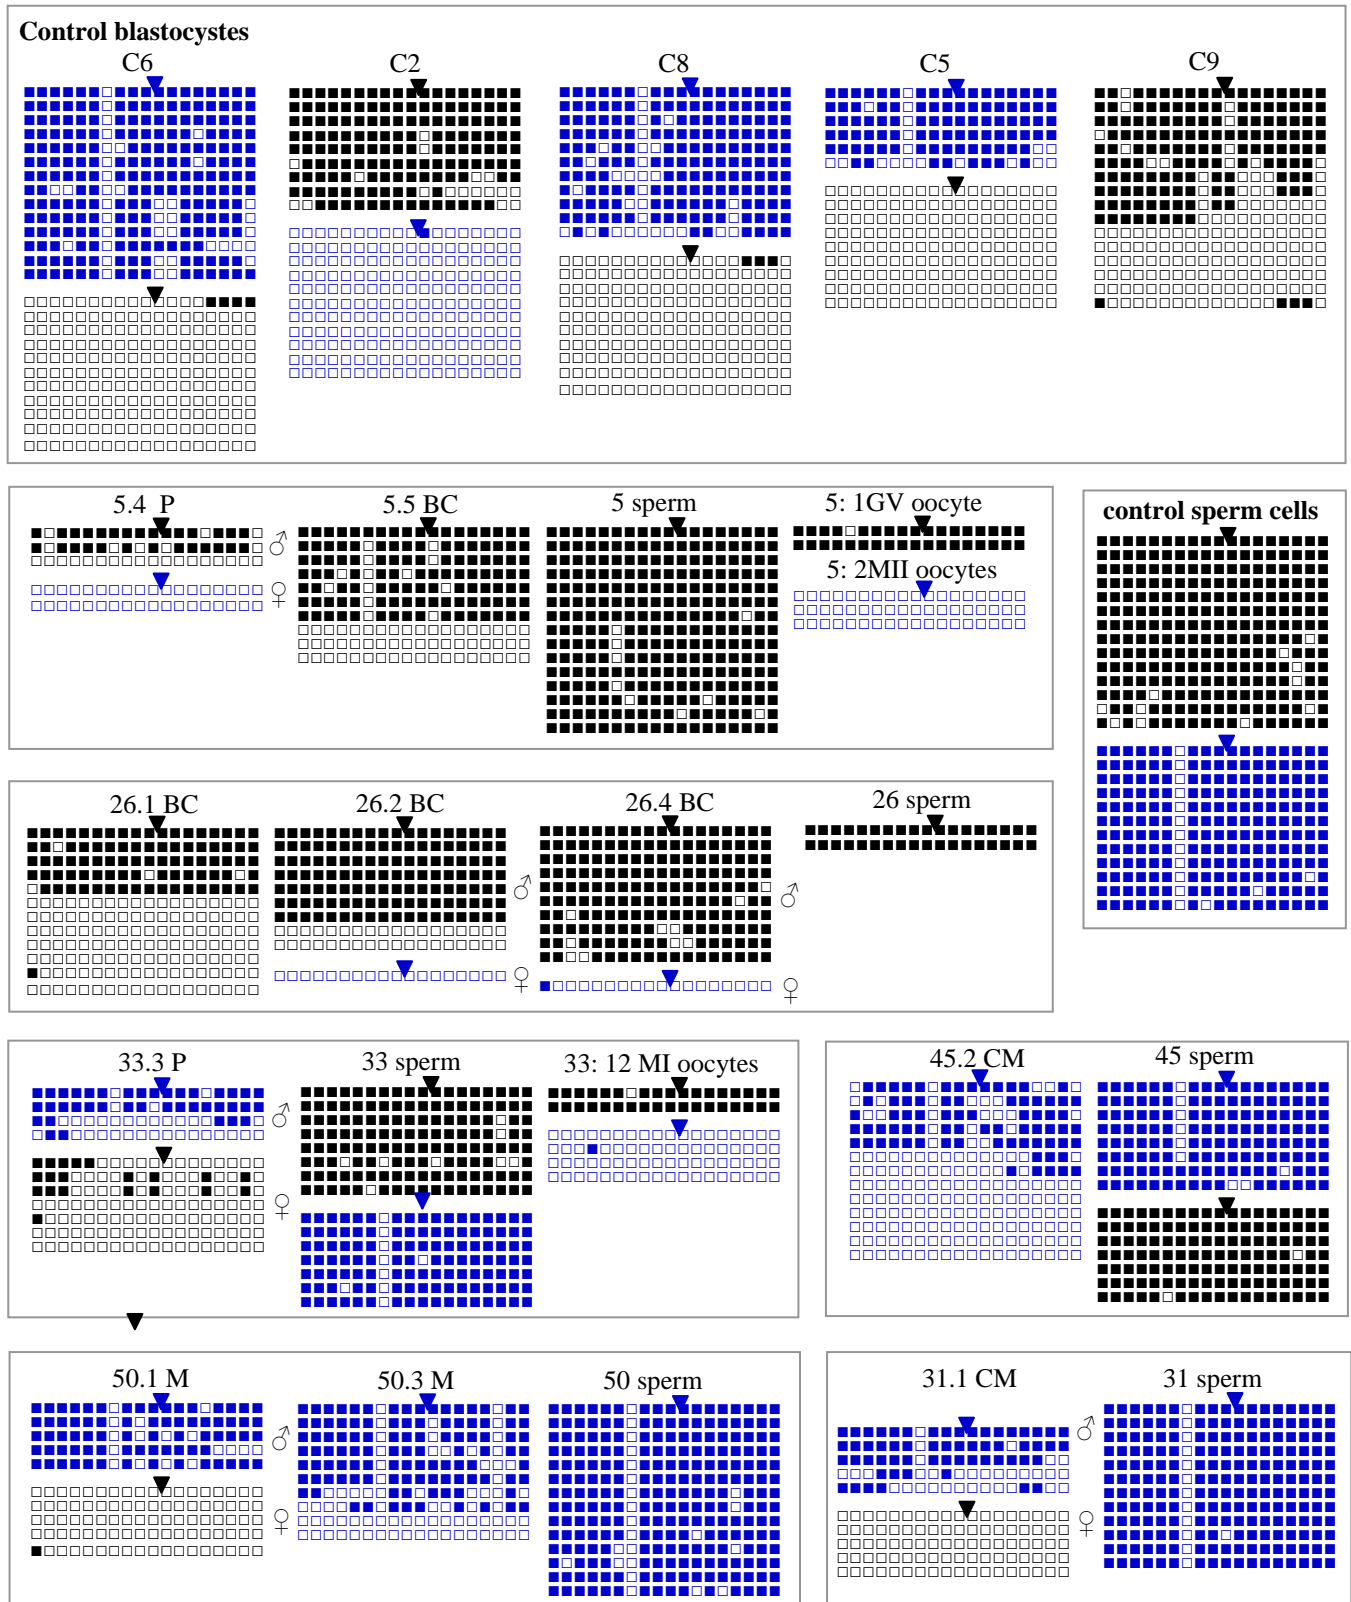 Control blastocystes
C6 C2 C8 C5 C9
5.4 P 5.5 BC 5 sperm 5: 1GV oocyte
♂
5: 2MII oocytes
♀
control sperm cells
26.1 BC 26.2 BC 26.4 BC 26 sperm
♂ ♂
♀ ♀
33.3 P 33 sperm 33: 12 MI oocytes
♂
♀
45.2 CM 45 sperm
50.1 M 50.3 M 50 sperm
♂
♀
31.1 CM 31 sperm
♂
♀